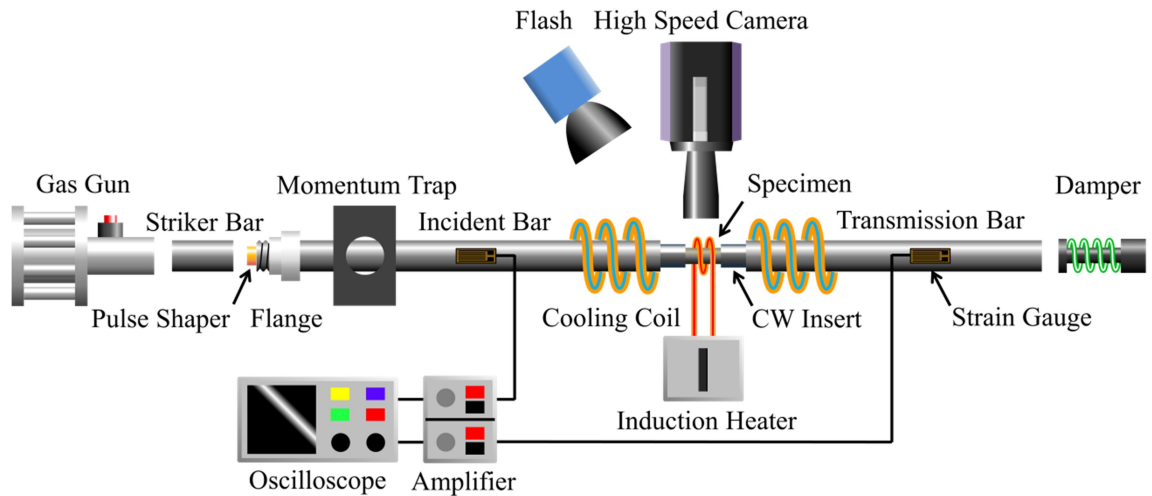 Flash
High Speed Camera
Gas Gun
Momentum Trap
Specimen
Damper
Striker Bar
Incident Bar
Transmission Bar
Pulse Shaper
Flange
Cooling Coil
CW Insert
Strain Gauge
Induction Heater
Oscilloscope
Amplifier